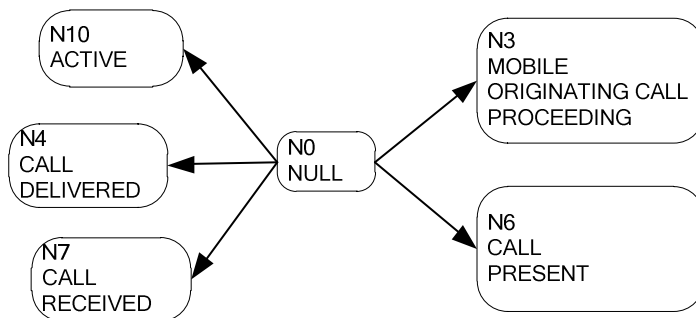 N10
ACTIVE
N4
CALL
DELIVERED
N7
CALL
RECEIVED
N0
NULL
N3
MOBILE
ORIGINATING CALL
PROCEEDING
N6
CALL
PRESENT